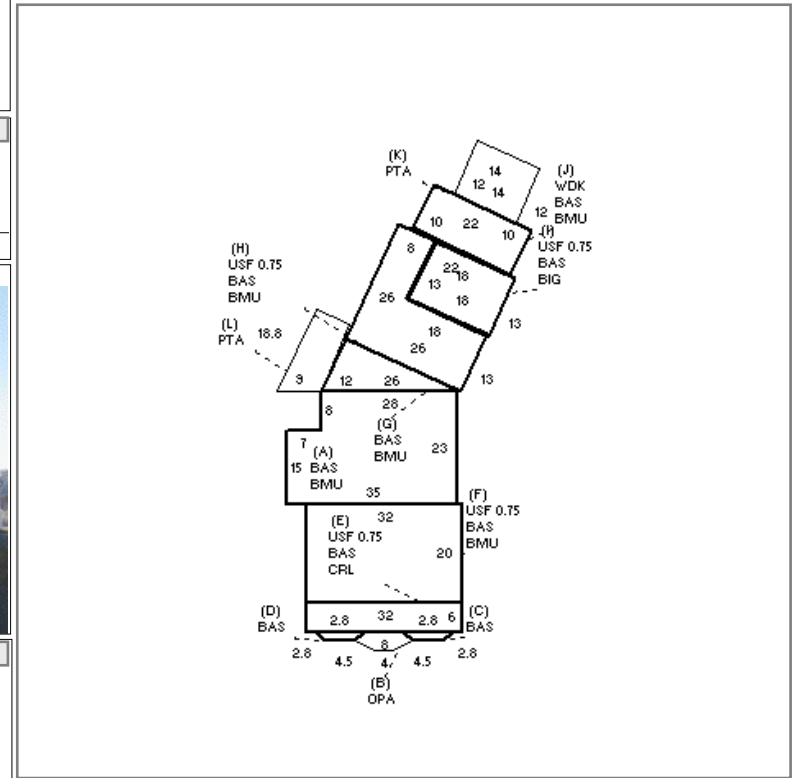 14
12 14
(K)
PTA
(J)
WDK
BAS
BMU
12
10 22 10
(I)
USF 0.75
BAS
BIG
(H)
USF 0.75
BAS
BMU
8
22
18
13
18
26
13
(L)
PTA
18.8
18
26
9 12 26 13
28
8
(G)
BAS
BMU
7
(A)
15 BAS
BMU
23
35
(F)
USF 0.75
BAS
BMU
32
(E)
USF 0.75
BAS
CRL
20
(D)
BAS
2.8 32 2.8 6
(C)
BAS
8
2.8 4.5 4 4.5 2.8
(B)
OPA